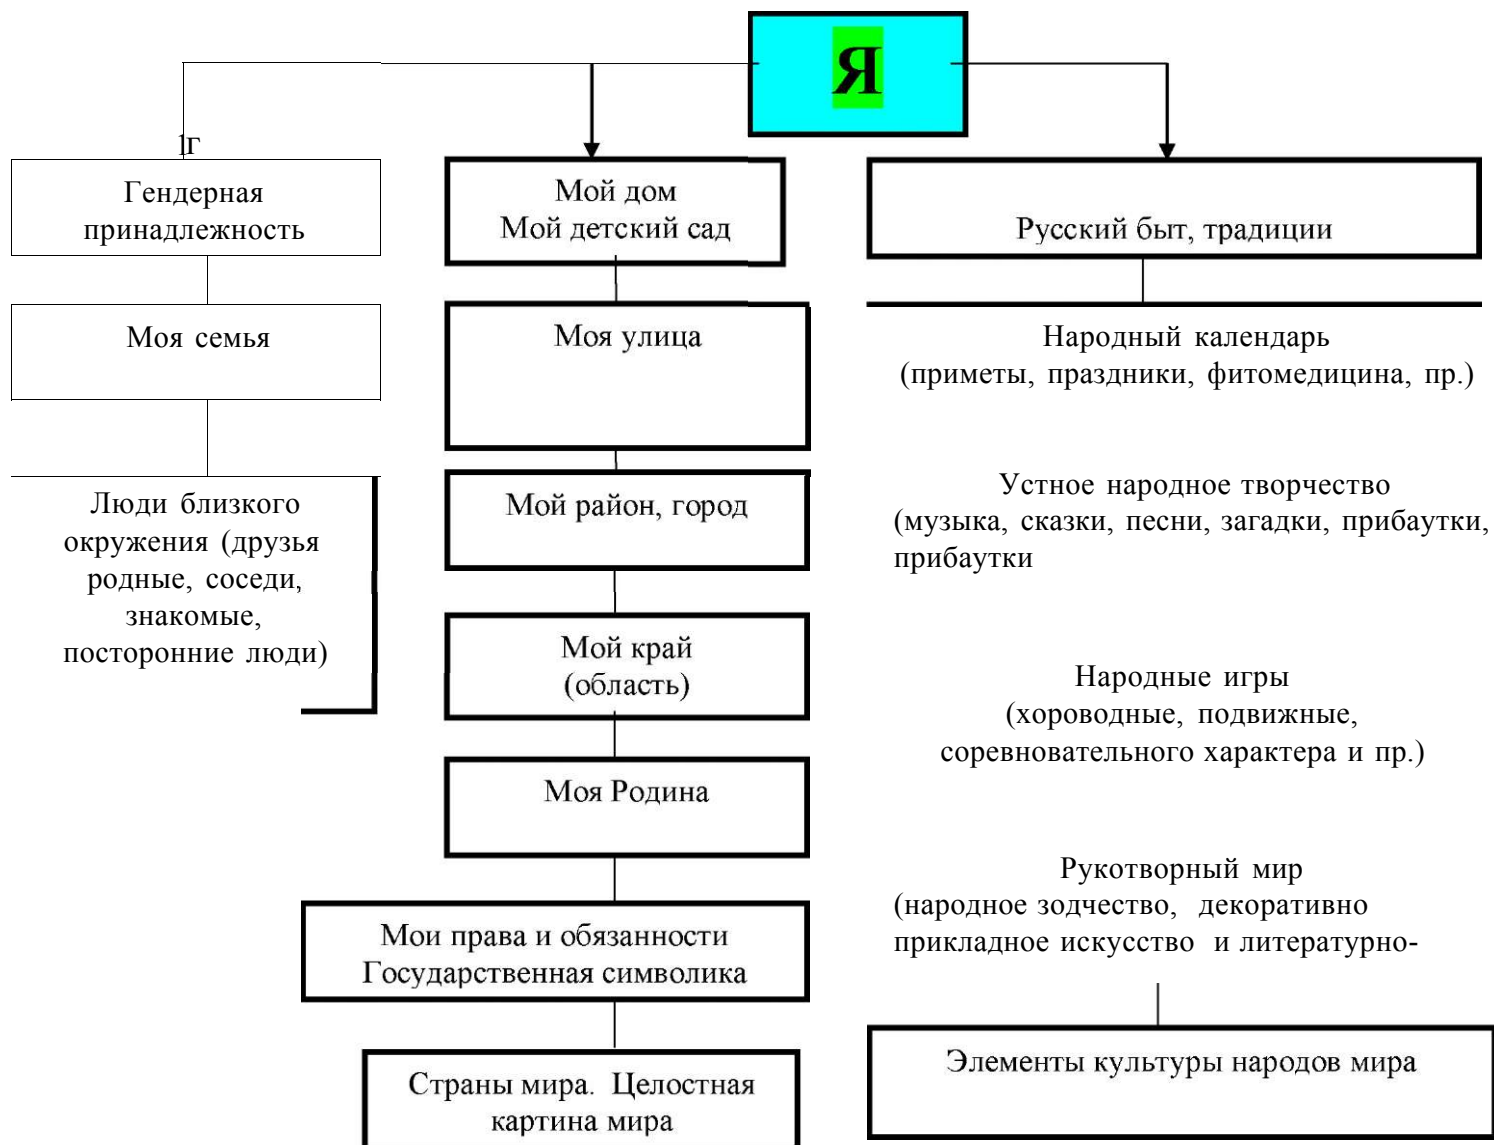 Я
1г
Гендерная
принадлежность
Моя семья
Люди близкого
окружения (друзья
родные, соседи,
знакомые,
посторонние люди)
Мой дом
Мой детский сад
Моя улица
Мой район, город
Мой край
(область)
Моя Родина
Мои права и обязанности
Государственная символика
Страны мира. Целостная
картина мира
Русский быт, традиции
Народный календарь
(приметы, праздники, фитомедицина, пр.)
Устное народное творчество
(музыка, сказки, песни, загадки, прибаутки,
прибаутки
Народные игры
(хороводные, подвижные,
соревновательного характера и пр.)
Рукотворный мир
(народное зодчество, декоративно
прикладное искусство и литературно-
Элементы культуры народов мира